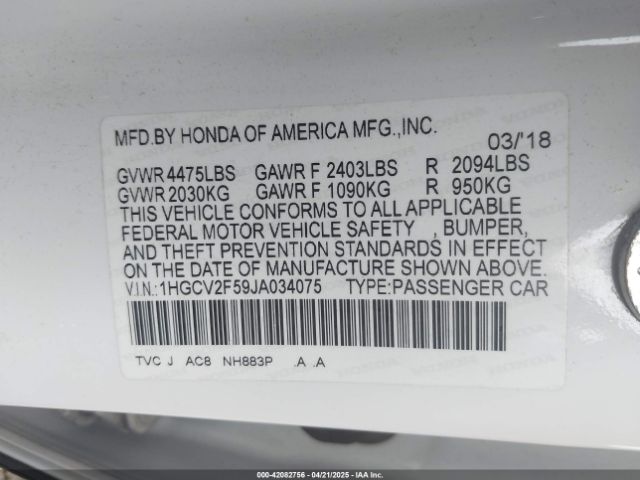 MFD.BY HONDA OF AMERICA MFG.,INC. 03/'18
GVWR 4475LBS GAWR F 2403LBS R 2094LBS
GVWR 2030KG GAWR F 1090KG R 950KG
THIS VEHICLE CONFORMS TO ALL APPLICABLE
FEDERAL MOTOR VEHICLE SAFETY , BUMPER,
AND THEFT PREVENTION STANDARDS IN EFFECT
ON THE DATE OF MANUFACTURE SHOWN ABOVE.
V.I.N.:1HGCV2F59JA034075 TYPE:PASSENGER CAR
TVC J AC8 NH883P .A .A
000-42082756 - 04/21/2025 - IAAI.COM